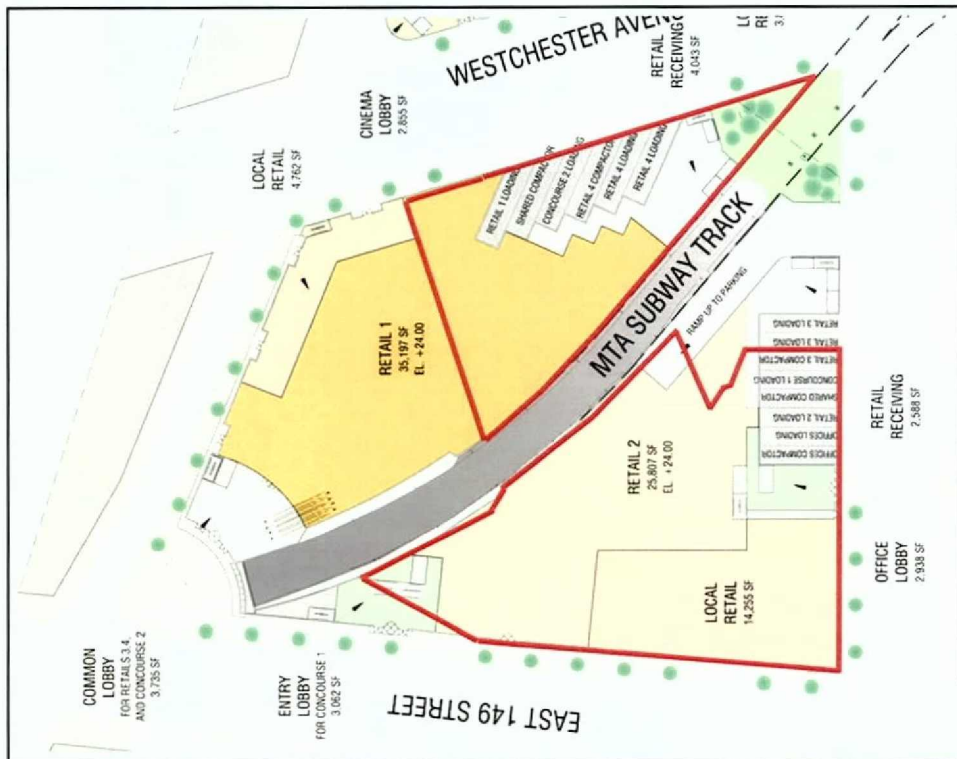 WESTCHESTER AVEN
RETAIL
RECEIVING
4,043 SF
CINEMA
LOBBY
2,855 SF
LOCAL
RETAIL
4,762 SF
RETAIL 1 LOADING
SHARED COMPACTOR
CONCOURSE 2 LOADING
RETAIL 4 COMPACTOR
RETAIL 4 LOADING
RETAIL 4 LOADING
RETAIL 1
35,197 SF
EL. +24.00
MTA SUBWAY TRACK
RAMP UP TO PARKING
RETAIL 3 LOADING
RETAIL 3 LOADING
RETAIL 3 COMPACTOR
CONCOURSE 1 LOADING
SHARED COMPACTOR
RETAIL 2 LOADING
OFFICES LOADING
OFFICES COMPACTOR
RETAIL
RECEIVING
2,588 SF
RETAIL 2
25,807 SF
EL. +24.00
OFFICE
LOBBY
2,938 SF
LOCAL
RETAIL
14,255 SF
COMMON
LOBBY
FOR RETAILS 3,4,
AND CONCOURSE 2
3,735 SF
ENTRY
LOBBY
FOR CONCOURSE 1
3,062 SF
EAST 149 STREET